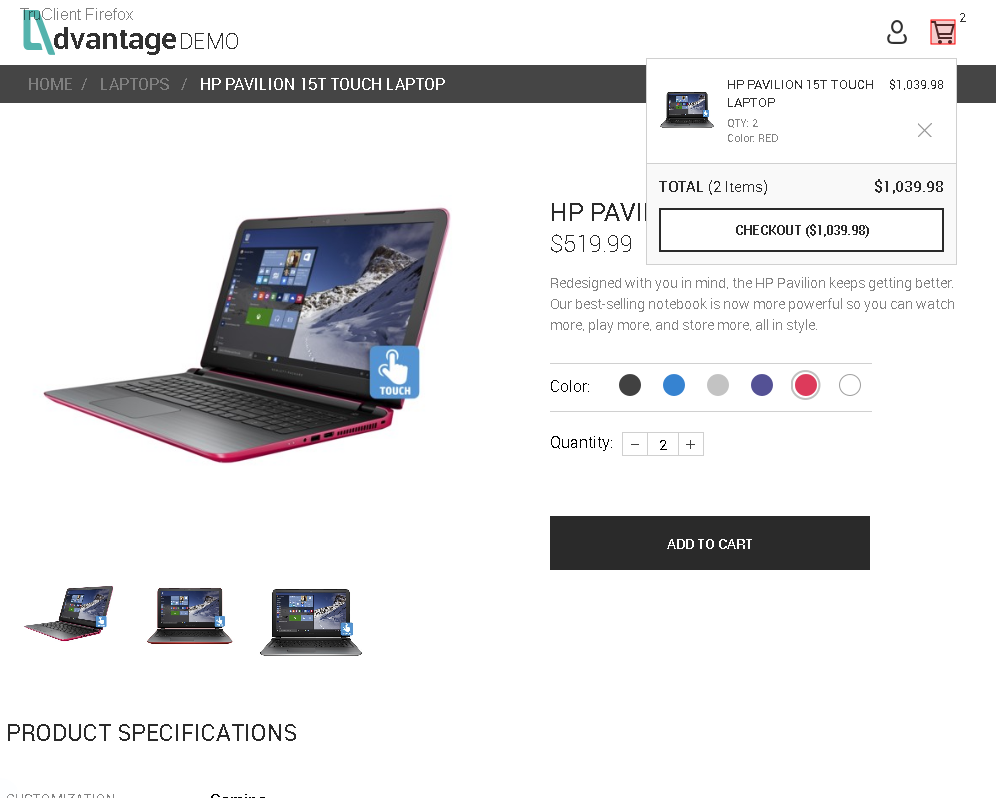 TruClient Firefox
dvantage DEMO
2
HOME / LAPTOPS / HP PAVILION 15T TOUCH LAPTOP
HP PAVILION 15T TOUCH LAPTOP
$1,039.98
QTY: 2
Color: RED
TOTAL (2 Items) $1,039.98
CHECKOUT ($1,039.98)
HP PAVI
$519.99
Redesigned with you in mind, the HP Pavilion keeps getting better.
Our best-selling notebook is now more powerful so you can watch
more, play more, and store more, all in style.
TOUCH
Color:
Quantity: − 2 +
ADD TO CART
PRODUCT SPECIFICATIONS
CUSTOMIZATION Gaming